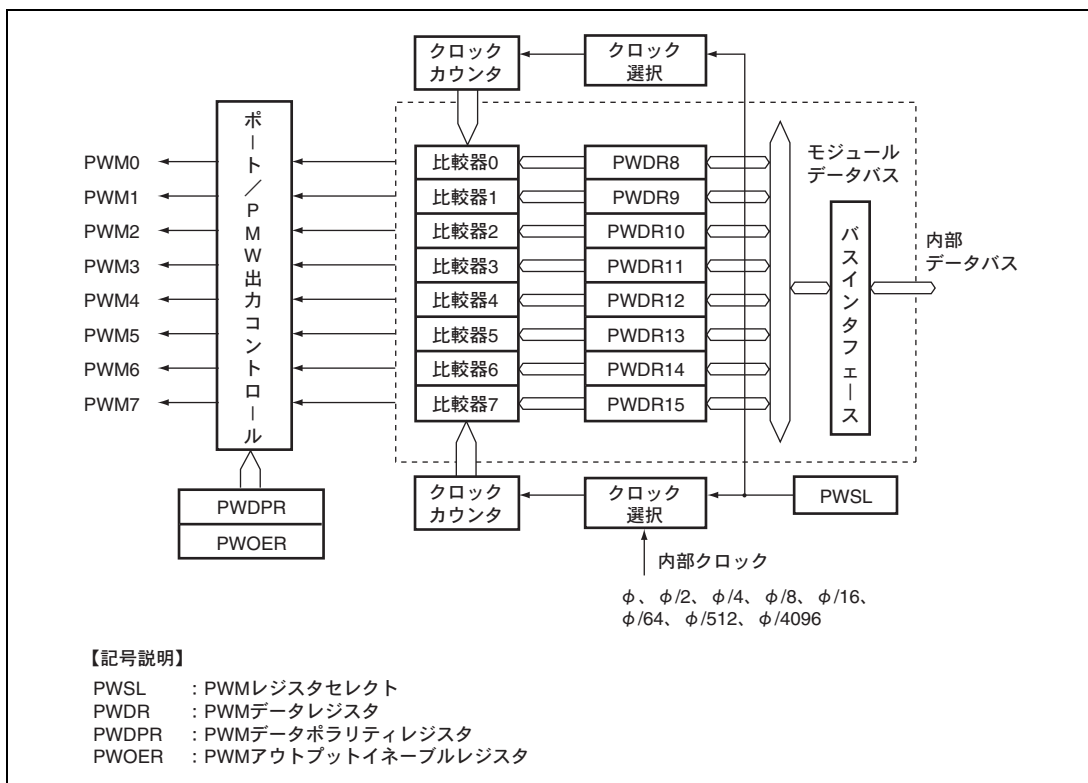 クロック
カウンタ
クロック
選択
ポート／PMW出力コントロール
PWM0
PWM1
PWM2
PWM3
PWM4
PWM5
PWM6
PWM7
比較器0
比較器1
比較器2
比較器3
比較器4
比較器5
比較器6
比較器7
PWDR8
PWDR9
PWDR10
PWDR11
PWDR12
PWDR13
PWDR14
PWDR15
モジュール
データバス
バスインタフェース
内部
データバス
PWDPR
PWOER
クロック
カウンタ
クロック
選択
PWSL
内部クロック
φ、φ/2、φ/4、φ/8、φ/16、
φ/64、φ/512、φ/4096
【記号説明】
PWSL ：PWMレジスタセレクト
PWDR ：PWMデータレジスタ
PWDPR ：PWMデータポラリティレジスタ
PWOER ：PWMアウトプットイネーブルレジスタ